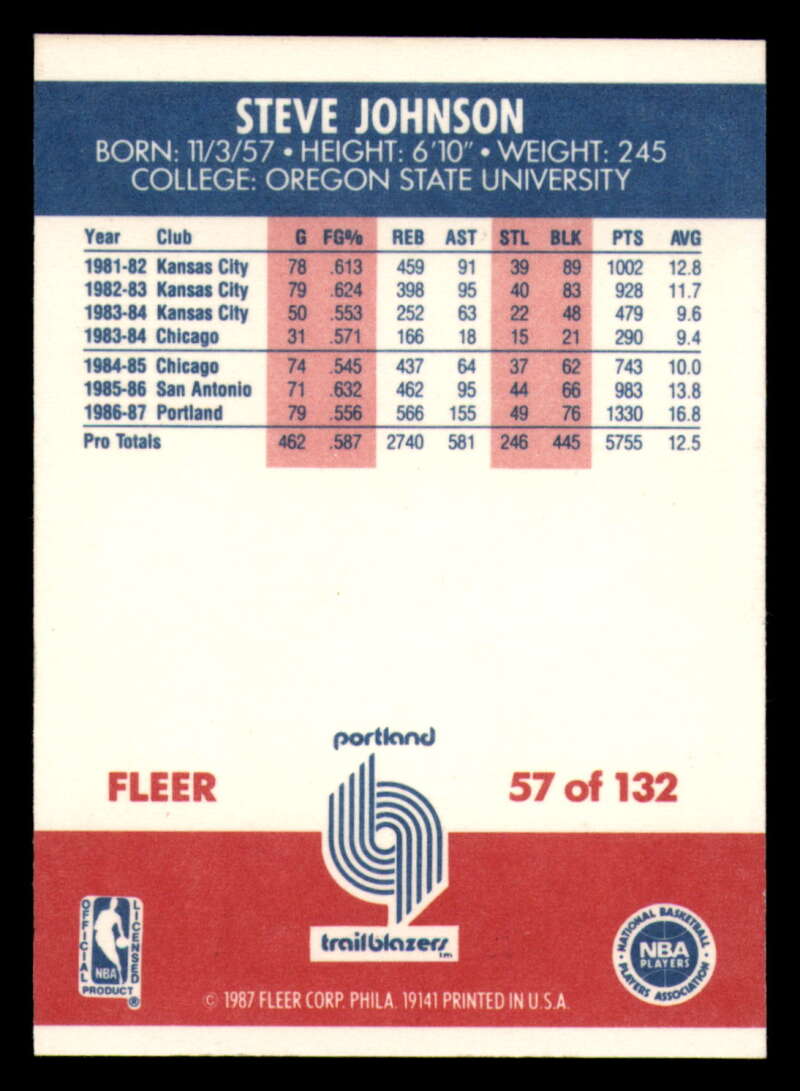 STEVE JOHNSON
BORN: 11/3/57 • HEIGHT: 6'10" • WEIGHT: 245
COLLEGE: OREGON STATE UNIVERSITY
Year Club G FG% REB AST STL BLK PTS AVG
1981-82 Kansas City 78 .613 459 91 39 89 1002 12.8
1982-83 Kansas City 79 .624 398 95 40 83 928 11.7
1983-84 Kansas City 50 .553 252 63 22 48 479 9.6
1983-84 Chicago 31 .571 166 18 15 21 290 9.4
1984-85 Chicago 74 .545 437 64 37 62 743 10.0
1985-86 San Antonio 71 .632 462 95 44 66 983 13.8
1986-87 Portland 79 .556 566 155 49 76 1330 16.8
Pro Totals 462 .587 2740 581 246 445 5755 12.5
portland
FLEER 57 of 132
trailblazers
TM
OFFICIAL LICENSED
NBA
PRODUCT ®
• NATIONAL BASKETBALL •
NBA
PLAYERS
PLAYERS ASSOCIATION
© 1987 FLEER CORP. PHILA. 19141 PRINTED IN U.S.A.